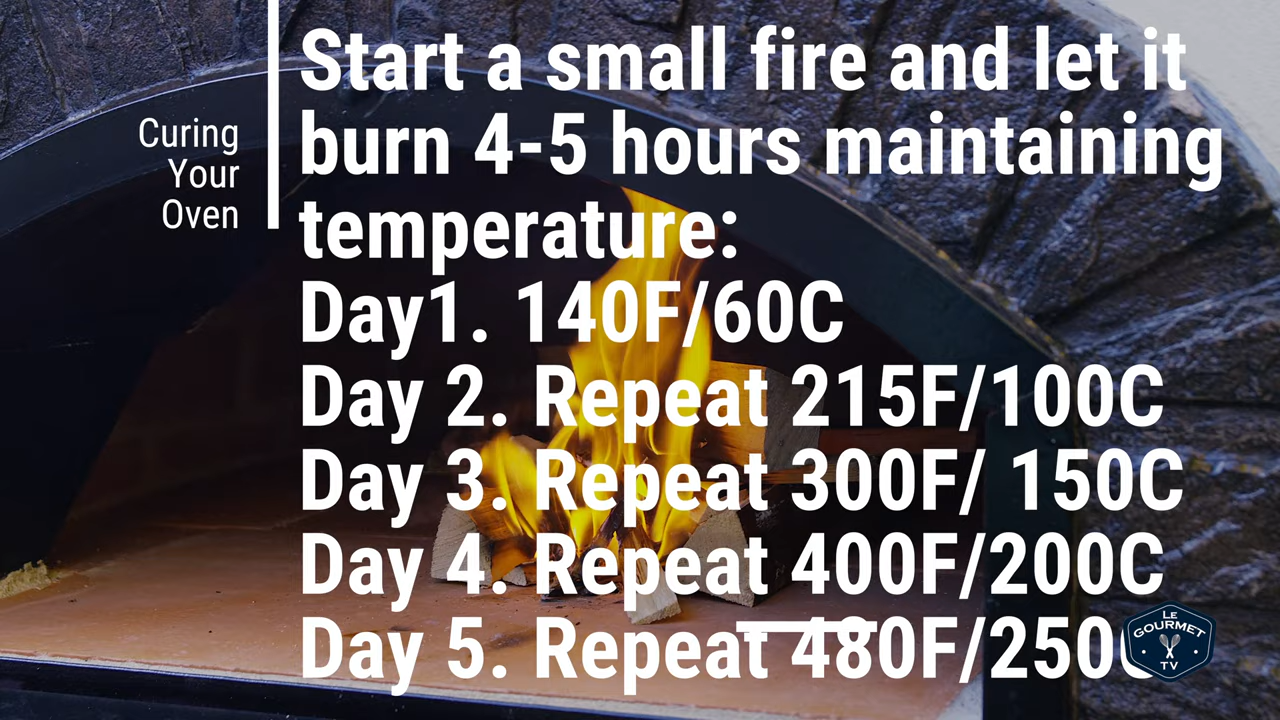 Curing
Your
Oven
Start a small fire and let it
burn 4-5 hours maintaining
temperature:
Day1. 140F/60C
Day 2. Repeat 215F/100C
Day 3. Repeat 300F/ 150C
Day 4. Repeat 400F/200C
Day 5. Repeat 480F/250C
LE
GOURMET
TV